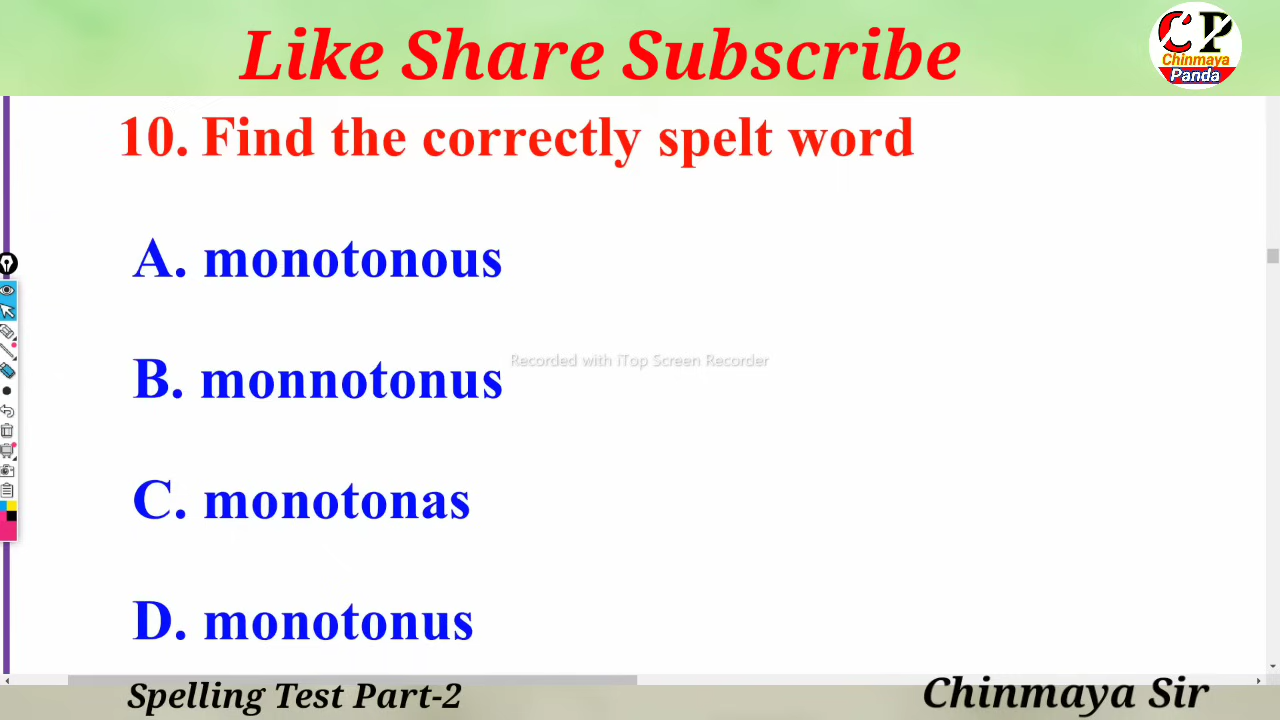 Like Share Subscribe
CP
Chinmaya
Panda
10. Find the correctly spelt word
A. monotonous
Recorded with iTop Screen Recorder
B. monnotonus
C. monotonas
D. monotonus
Spelling Test Part-2
Chinmaya Sir